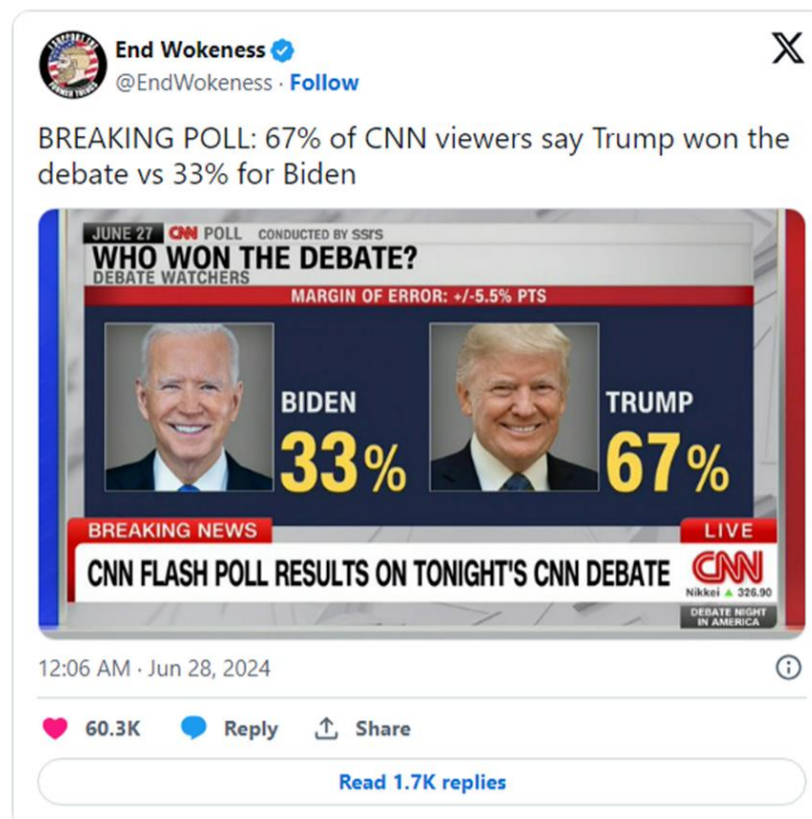 End Wokeness
@EndWokeness · Follow
BREAKING POLL: 67% of CNN viewers say Trump won the
debate vs 33% for Biden
JUNE 27 CNN POLL CONDUCTED BY SSrS
WHO WON THE DEBATE?
DEBATE WATCHERS
MARGIN OF ERROR: +/-5.5% PTS
BIDEN
33%
TRUMP
67%
BREAKING NEWS
LIVE
CNN FLASH POLL RESULTS ON TONIGHT'S CNN DEBATE
CNN
Nikkei ▲ 326.90
DEBATE NIGHT
IN AMERICA
12:06 AM · Jun 28, 2024
60.3K Reply Share
Read 1.7K replies